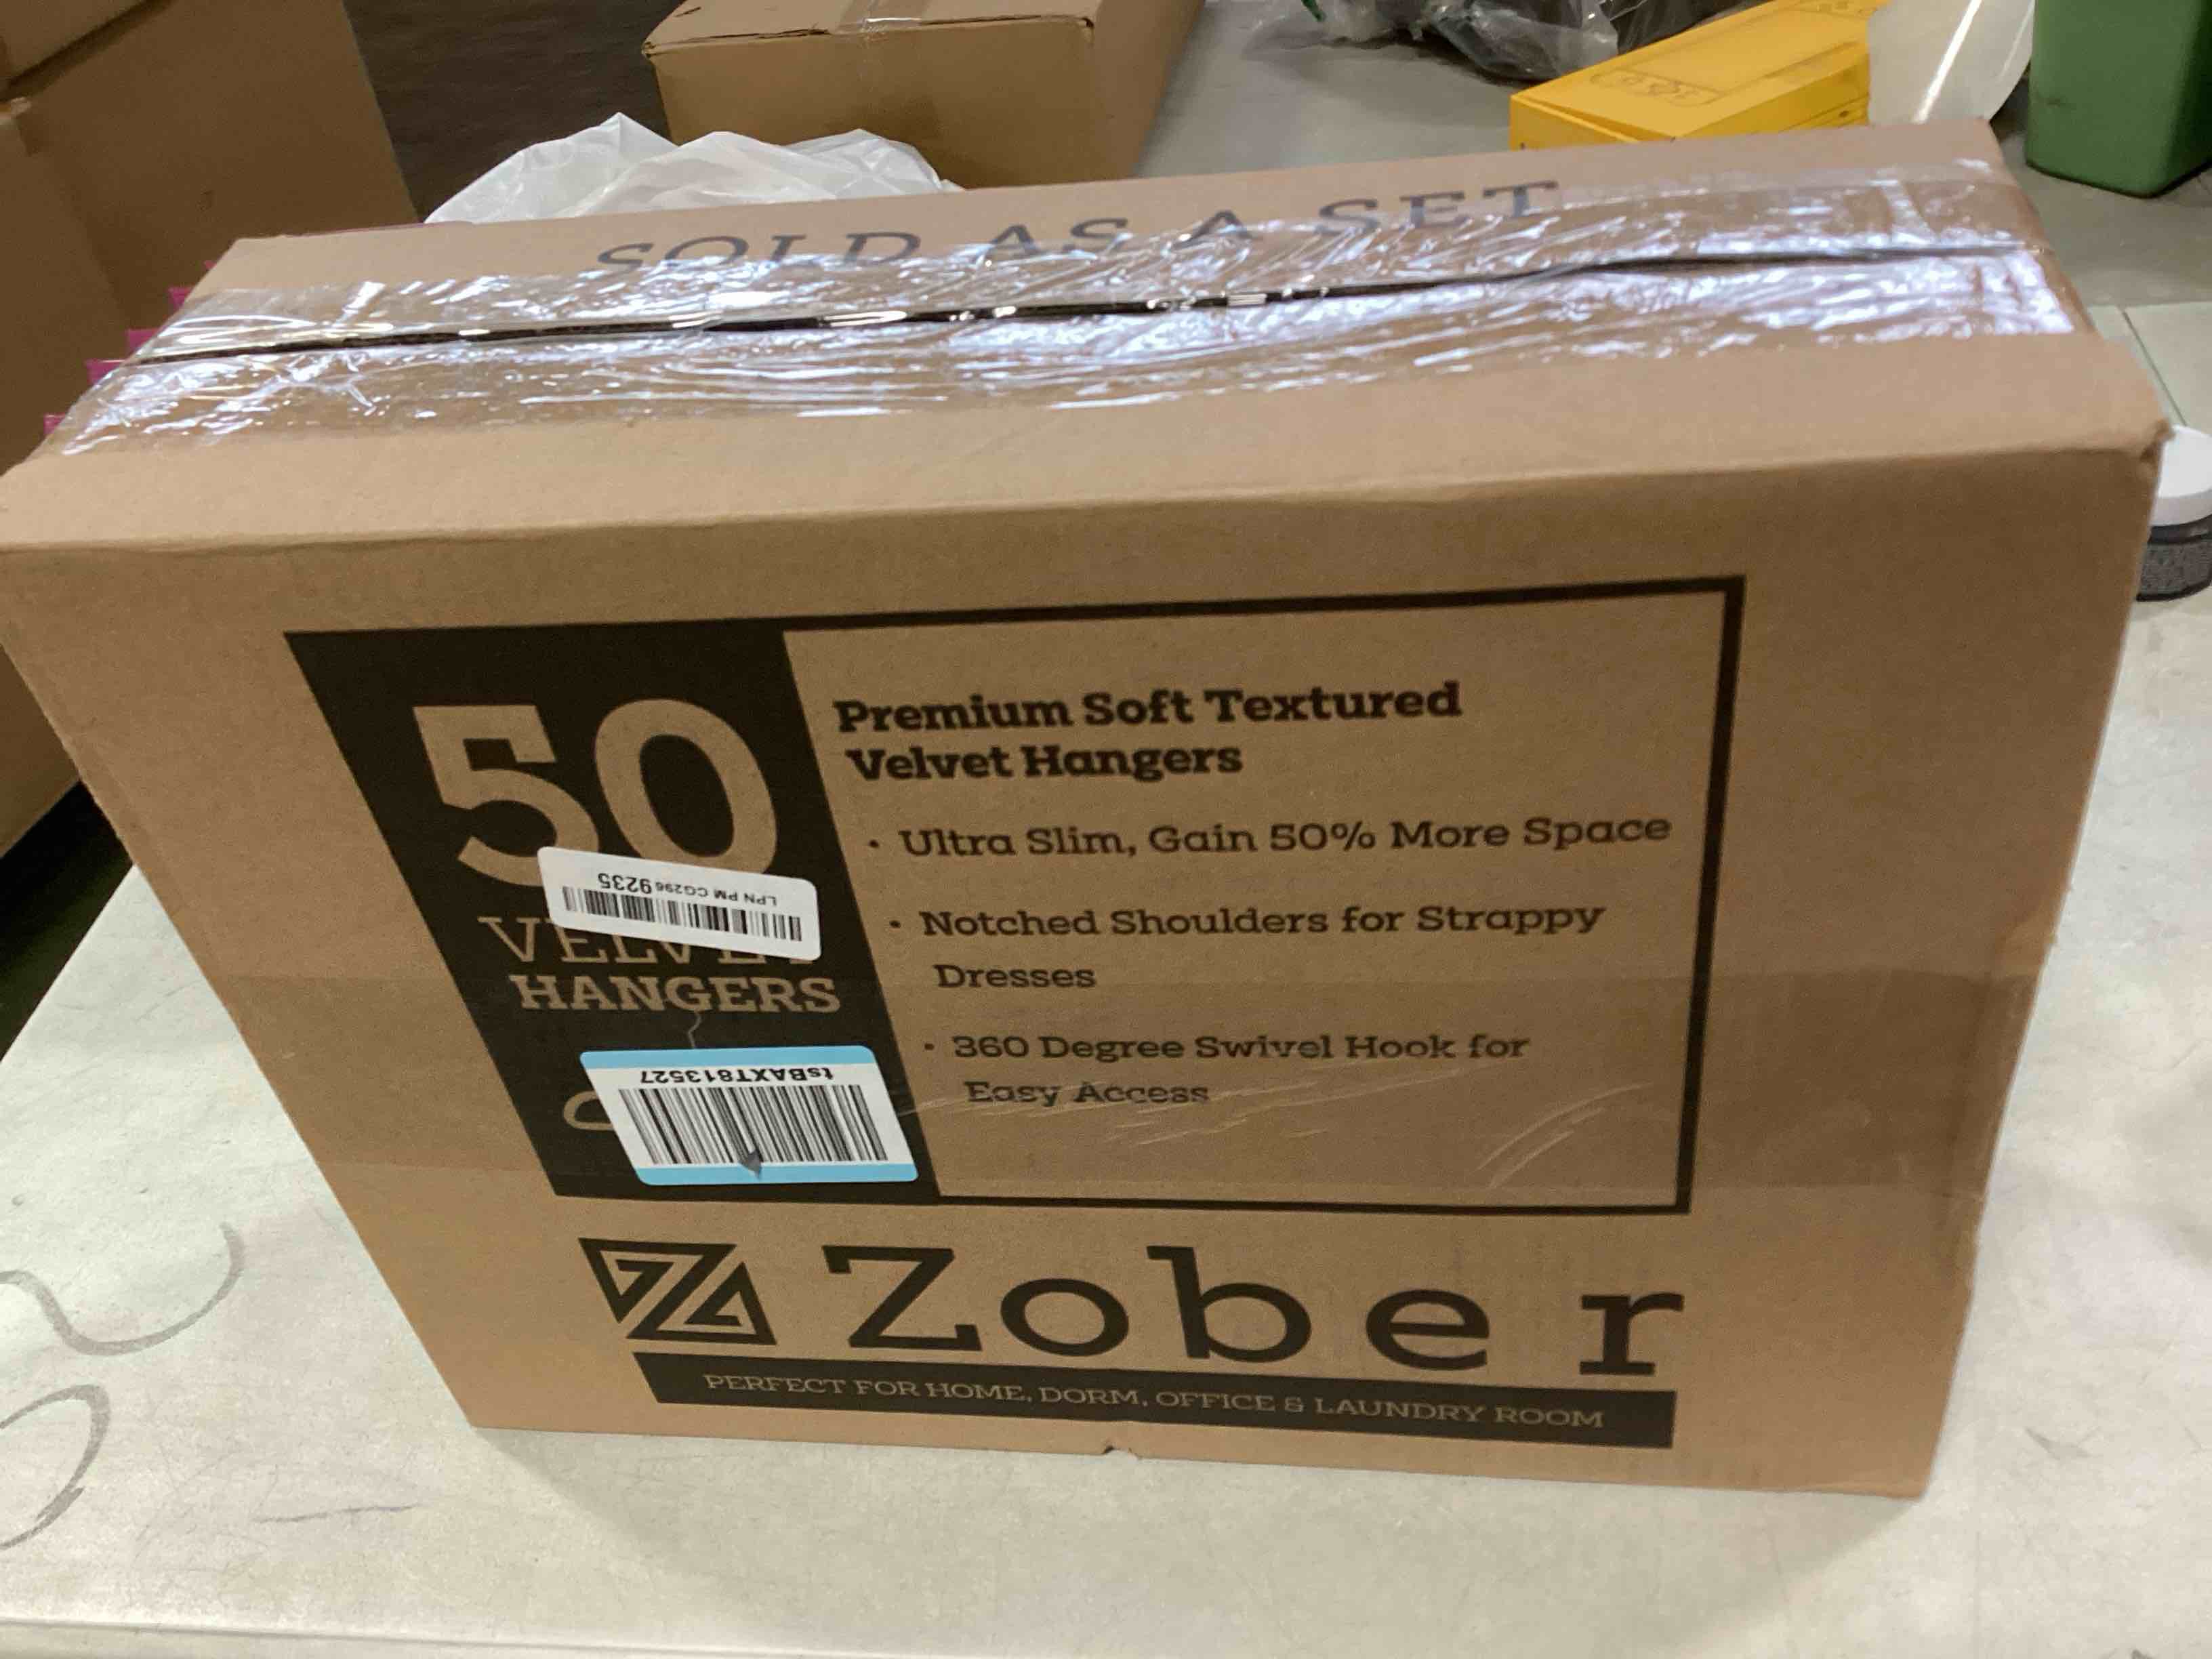 SOLD AS A SET
50
VELVET
HANGERS
Premium Soft Textured
Velvet Hangers
· Ultra Slim, Gain 50% More Space
· Notched Shoulders for Strappy
Dresses
· 360 Degree Swivel Hook for
Easy Access
LPN PM CG296 9235
tsBAXT813527
Zober
PERFECT FOR HOME, DORM, OFFICE & LAUNDRY ROOM